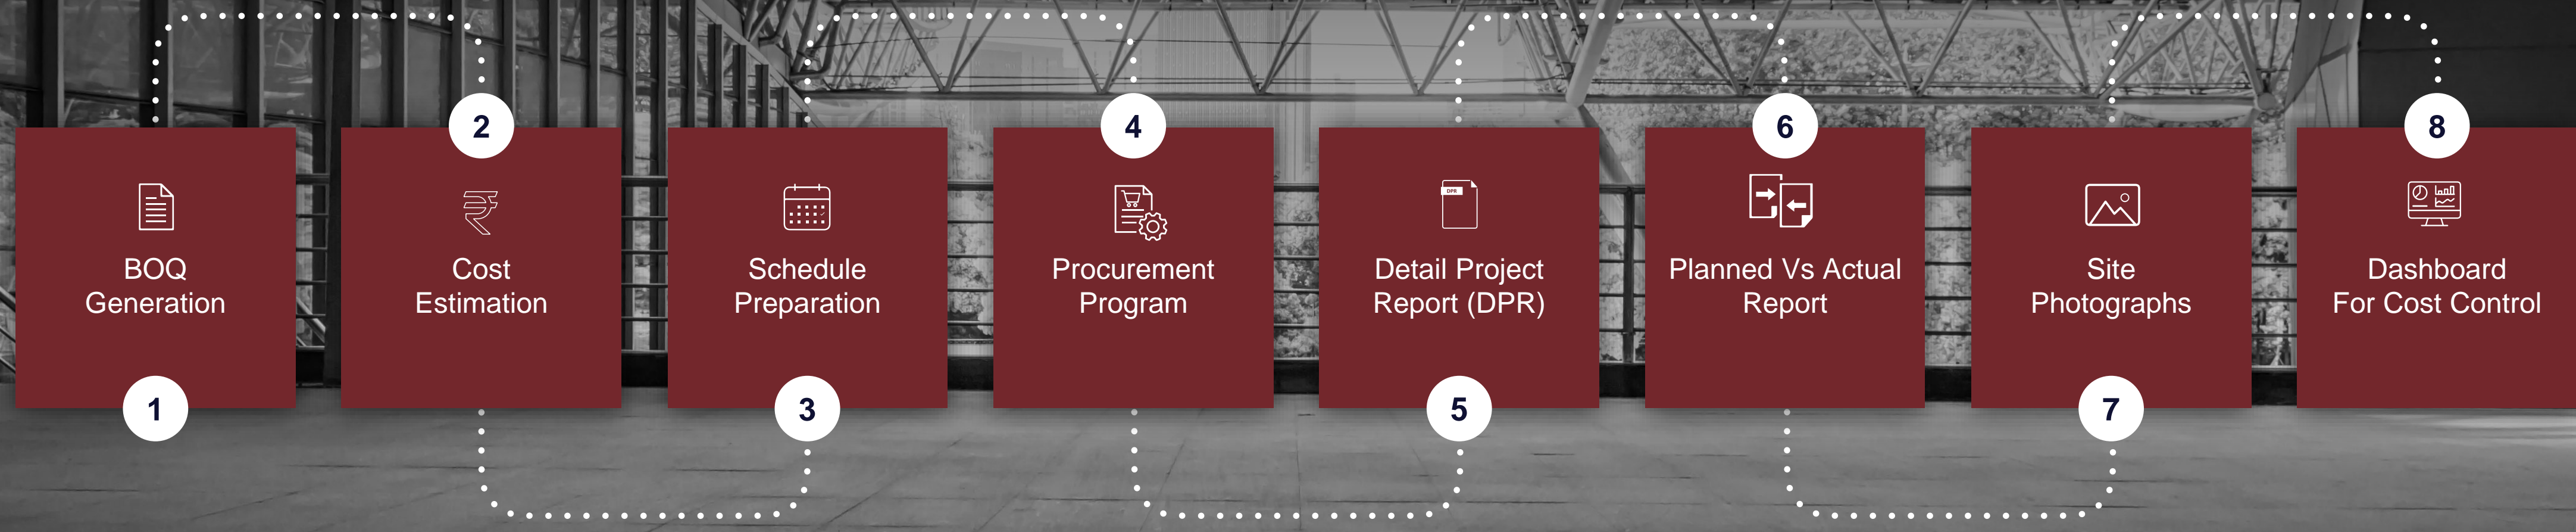 1
BOQ
Generation
2
Cost
Estimation
3
Schedule
Preparation
4
Procurement
Program
5
DPR
Detail Project
Report (DPR)
6
Planned Vs Actual
Report
7
Site
Photographs
8
Dashboard
For Cost Control